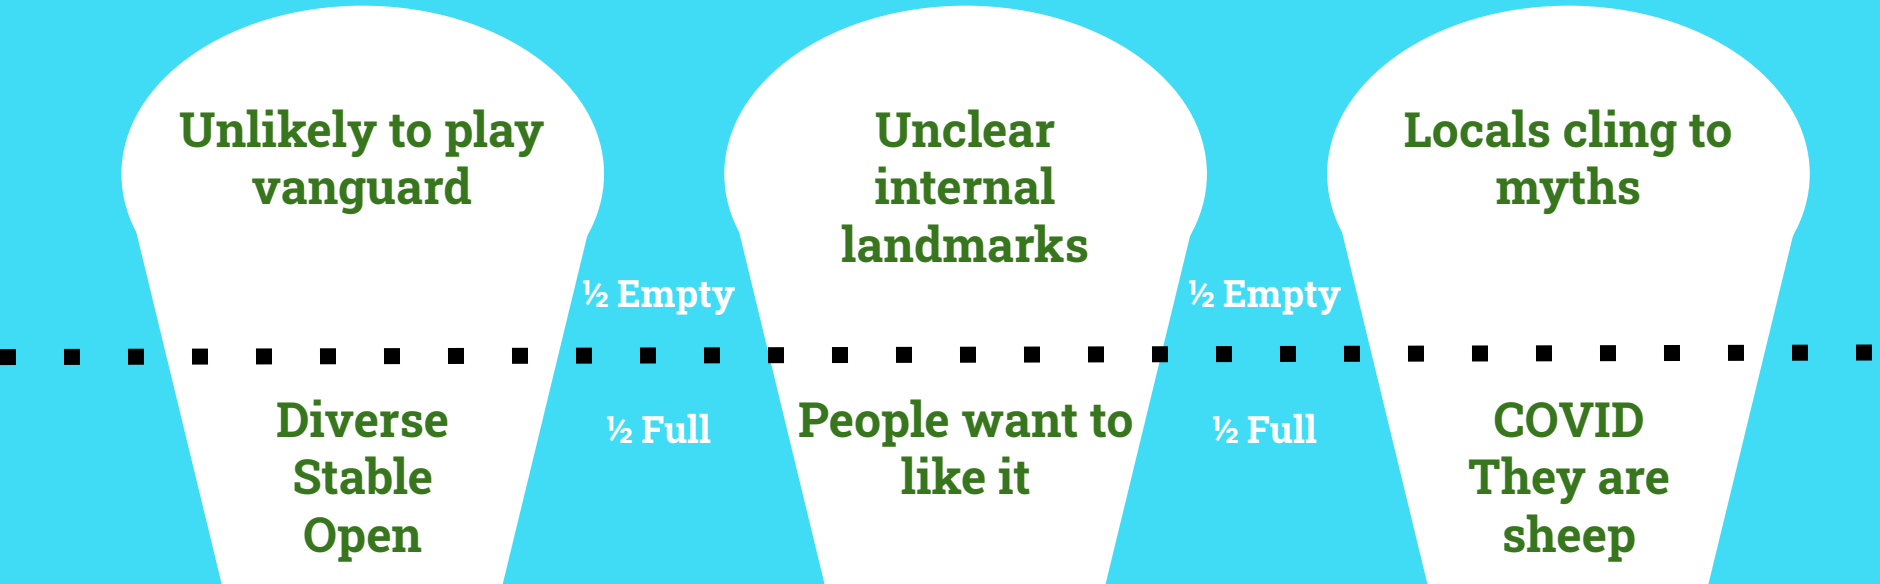 Unlikely to play
vanguard
Unclear
internal
landmarks
Locals cling to
myths
½ Empty
½ Empty
Diverse
Stable
Open
½ Full
People want to
like it
½ Full
COVID
They are
sheep